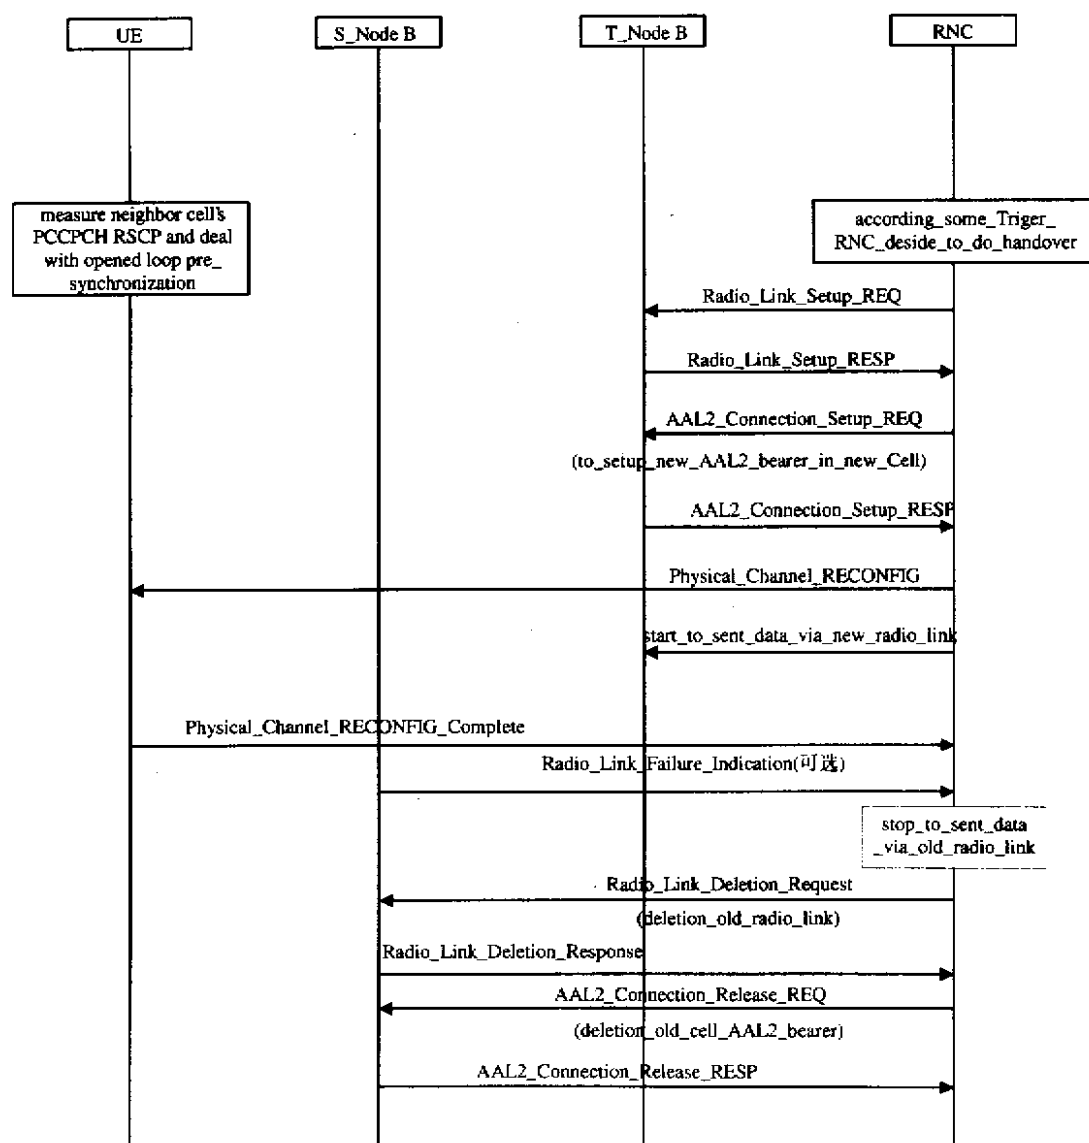 UE
S_Node B
T_Node B
RNC
measure neighbor cell's
PCCPCH RSCP and deal
with opened loop pre_
synchronization
according_some_Triger_
RNC_deside_to_do_handover
Radio_Link_Setup_REQ
Radio_Link_Setup_RESP
AAL2_Connection_Setup_REQ
(to_setup_new_AAL2_bearer_in_new_Cell)
AAL2_Connection_Setup_RESP
Physical_Channel_RECONFIG
start_to_sent_data_via_new_radio_link
Physical_Channel_RECONFIG_Complete
Radio_Link_Failure_Indication(可选)
stop_to_sent_data
_via_old_radio_link
Radio_Link_Deletion_Request
(deletion_old_radio_link)
Radio_Link_Deletion_Response
AAL2_Connection_Release_REQ
(deletion_old_cell_AAL2_bearer)
AAL2_Connection_Release_RESP